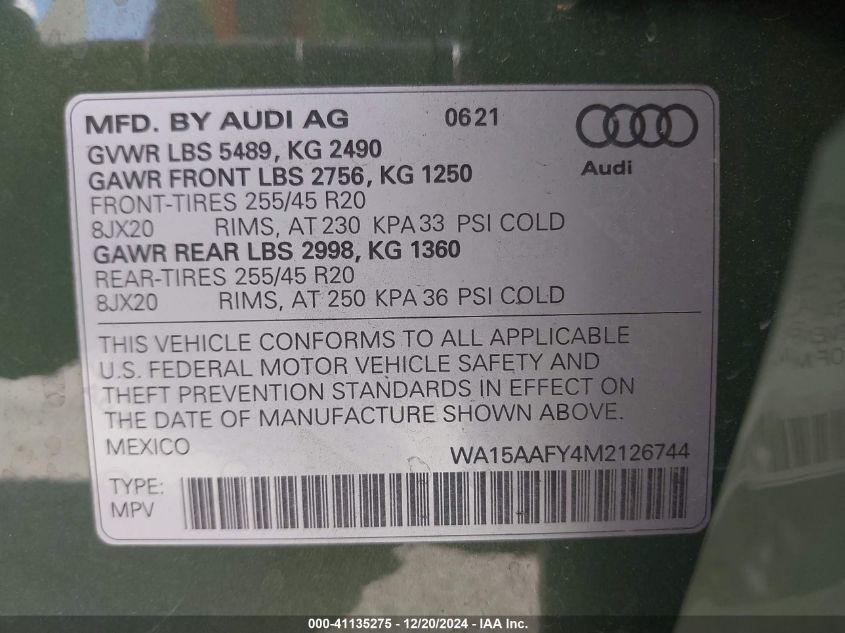 MFD. BY AUDI AG 0621
Audi
GVWR LBS 5489, KG 2490
GAWR FRONT LBS 2756, KG 1250
FRONT-TIRES 255/45 R20
8JX20 RIMS, AT 230 KPA 33 PSI COLD
GAWR REAR LBS 2998, KG 1360
REAR-TIRES 255/45 R20
8JX20 RIMS, AT 250 KPA 36 PSI COLD
THIS VEHICLE CONFORMS TO ALL APPLICABLE
U.S. FEDERAL MOTOR VEHICLE SAFETY AND
THEFT PREVENTION STANDARDS IN EFFECT ON
THE DATE OF MANUFACTURE SHOWN ABOVE.
MEXICO WA15AAFY4M2126744
TYPE:
MPV
000-41135275 - 12/20/2024 - IAA Inc.